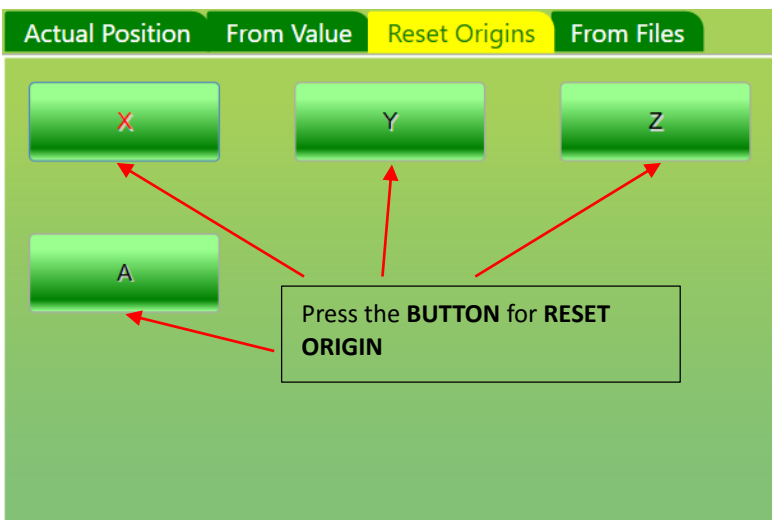 Actual Position From Value Reset Origins From Files
X Y Z
A
Press the BUTTON for RESET
ORIGIN